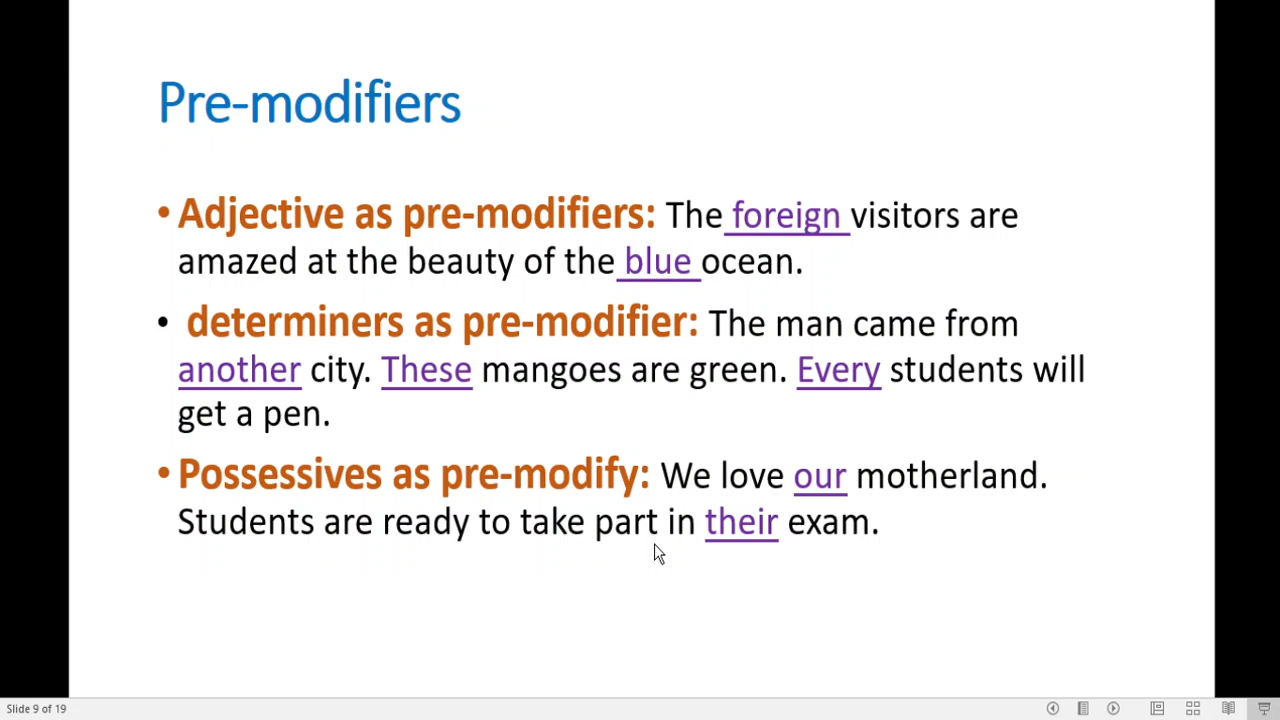 Pre-modifiers
• Adjective as pre-modifiers: The foreign visitors are
amazed at the beauty of the blue ocean.
• determiners as pre-modifier: The man came from
another city. These mangoes are green. Every students will
get a pen.
• Possessives as pre-modify: We love our motherland.
Students are ready to take part in their exam.
Slide 9 of 19